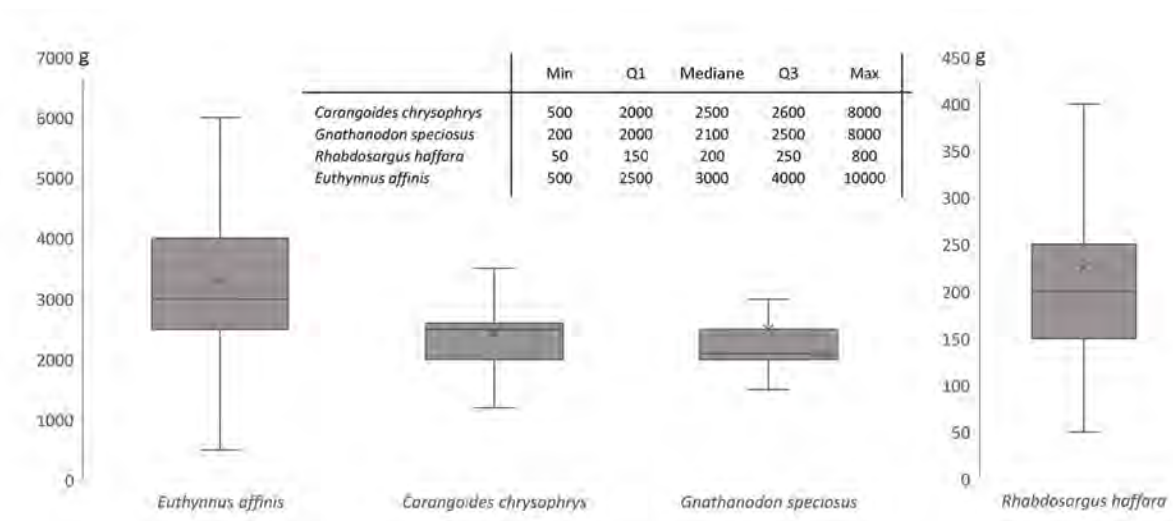 7000 g
6000
5000
4000
3000
2000
1000
0
Min Q1 Mediane Q3 Max
Carangoides chrysophrys 500 2000 2500 2600 8000
Gnathanodon speciosus 200 2000 2100 2500 8000
Rhabdosargus haffara 50 150 200 250 800
Euthynnus affinis 500 2500 3000 4000 10000
450 g
400
350
300
250
200
150
100
50
0
Euthynnus affinis Carangoides chrysophrys Gnathanodon speciosus Rhabdosargus haffara